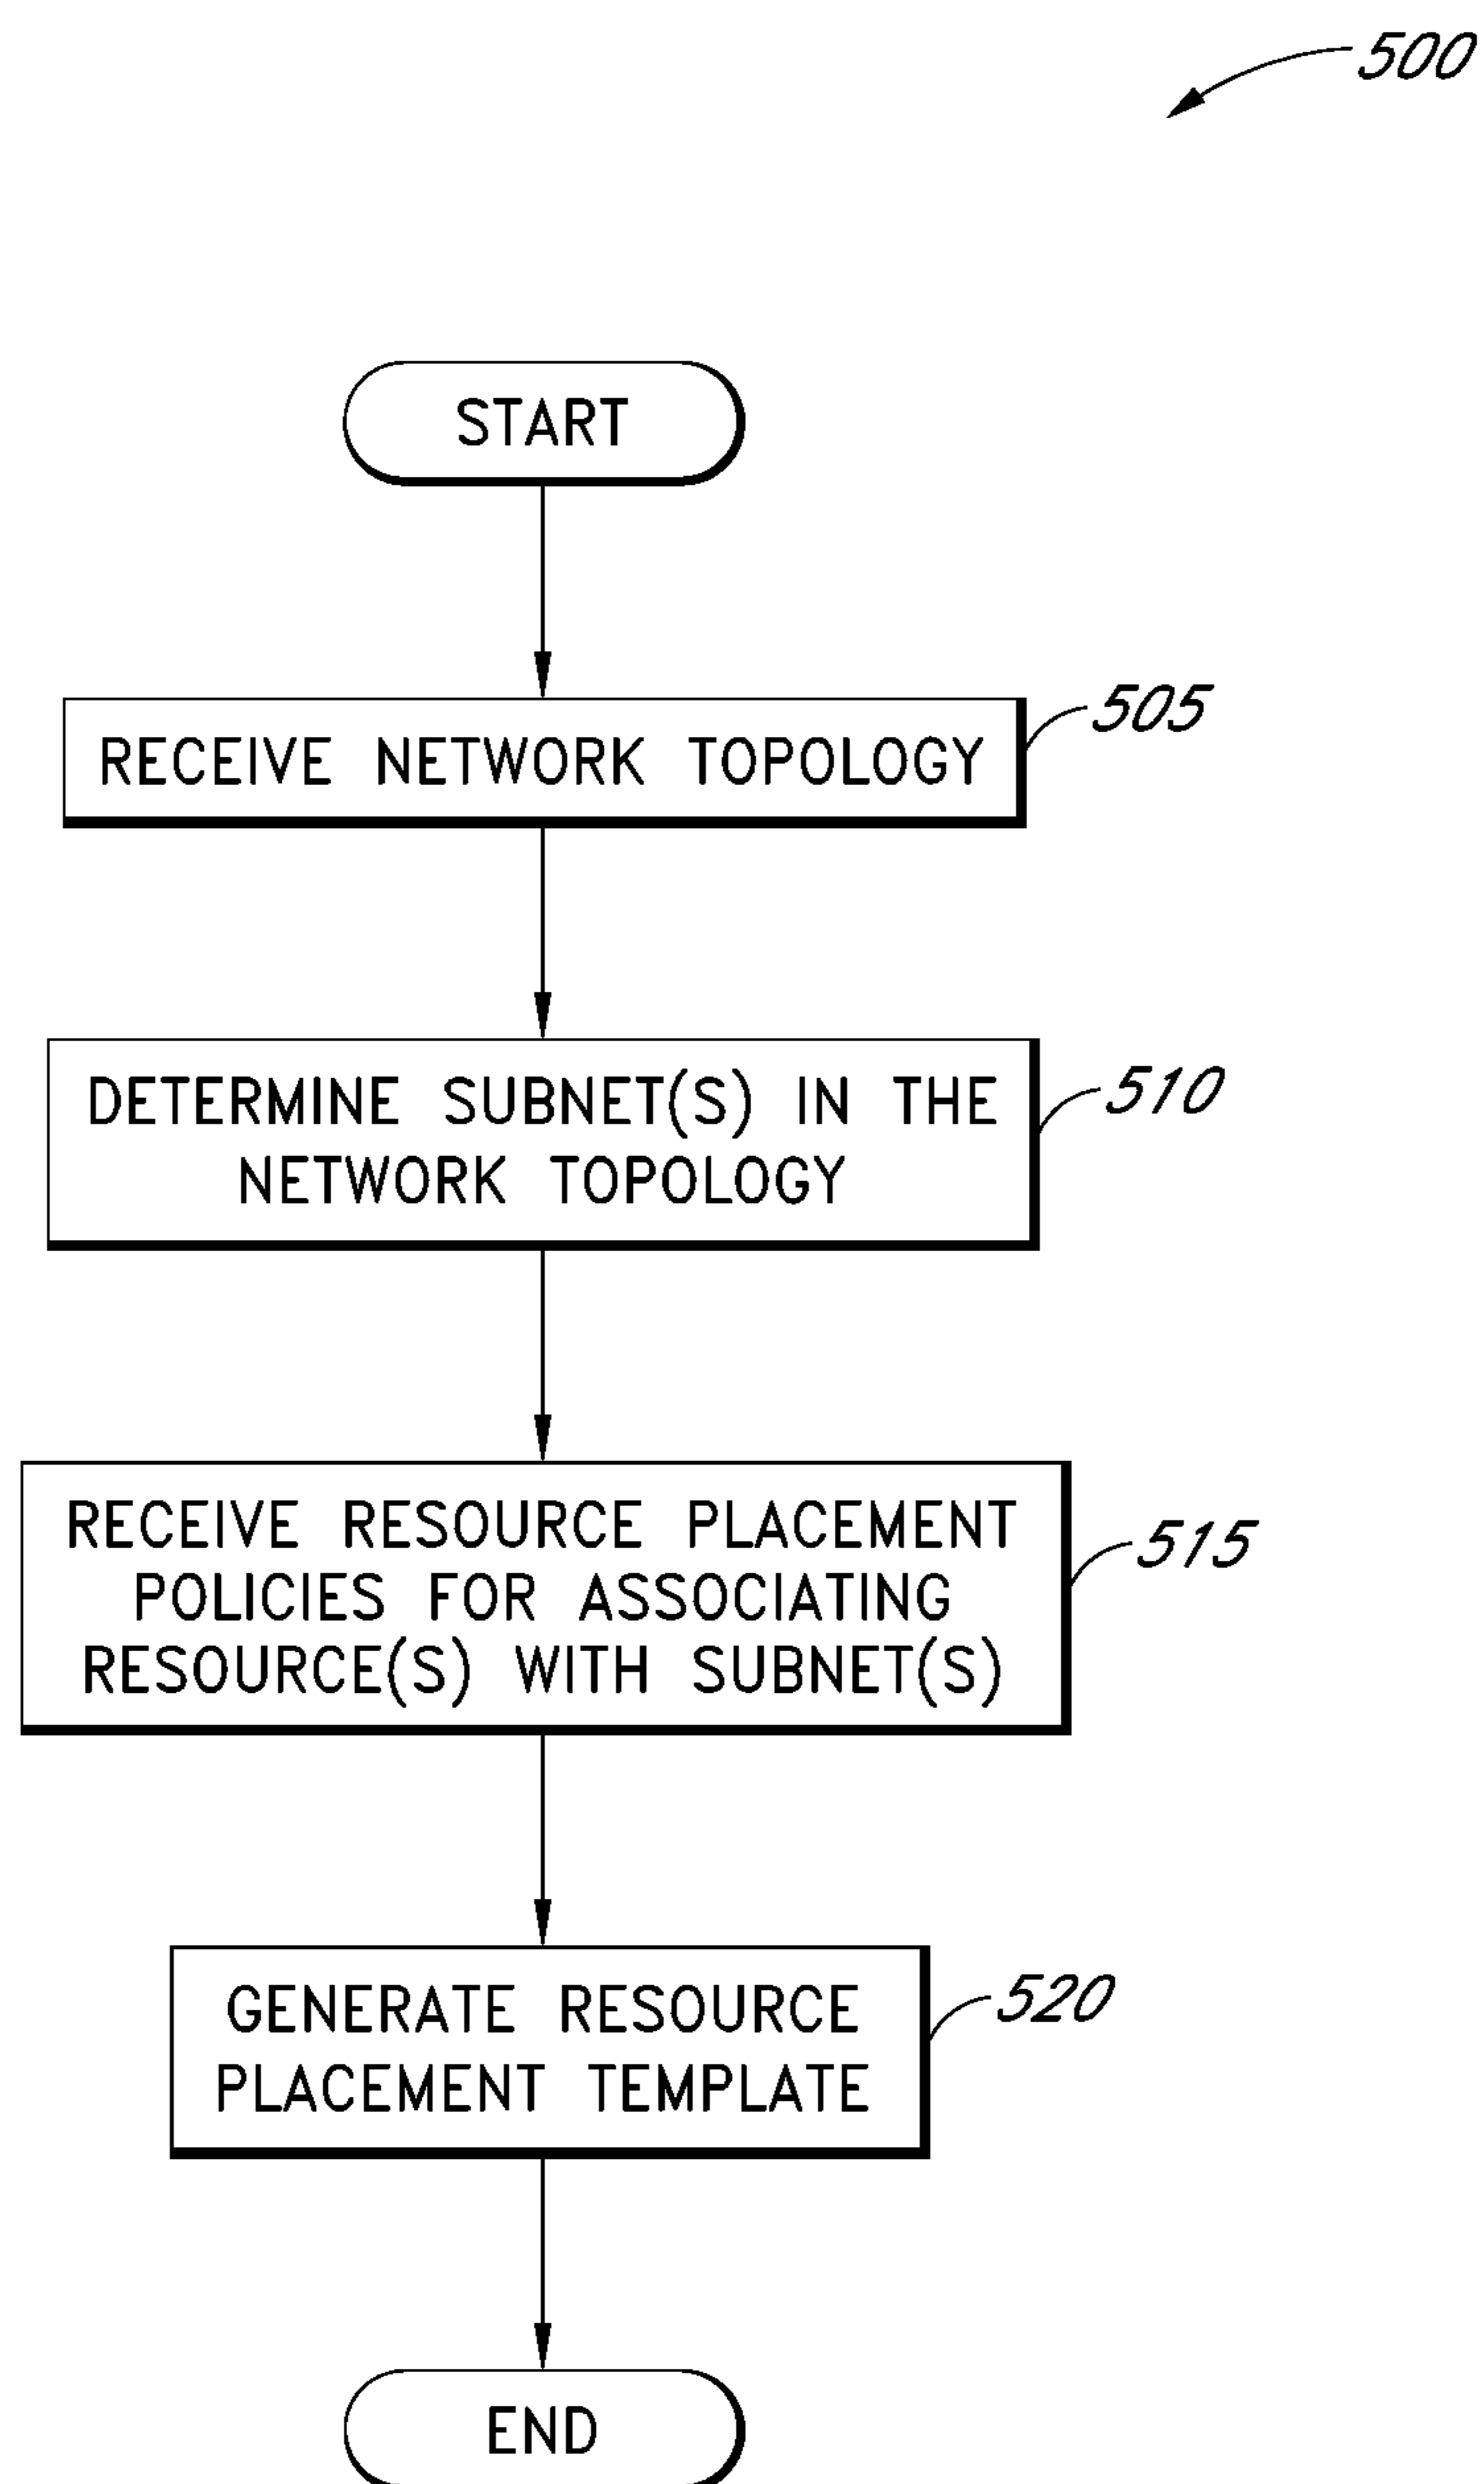 500
START
RECEIVE NETWORK TOPOLOGY
505
DETERMINE SUBNET(S) IN THE
NETWORK TOPOLOGY
510
RECEIVE RESOURCE PLACEMENT
POLICIES FOR ASSOCIATING
RESOURCE(S) WITH SUBNET(S)
515
GENERATE RESOURCE
PLACEMENT TEMPLATE
520
END